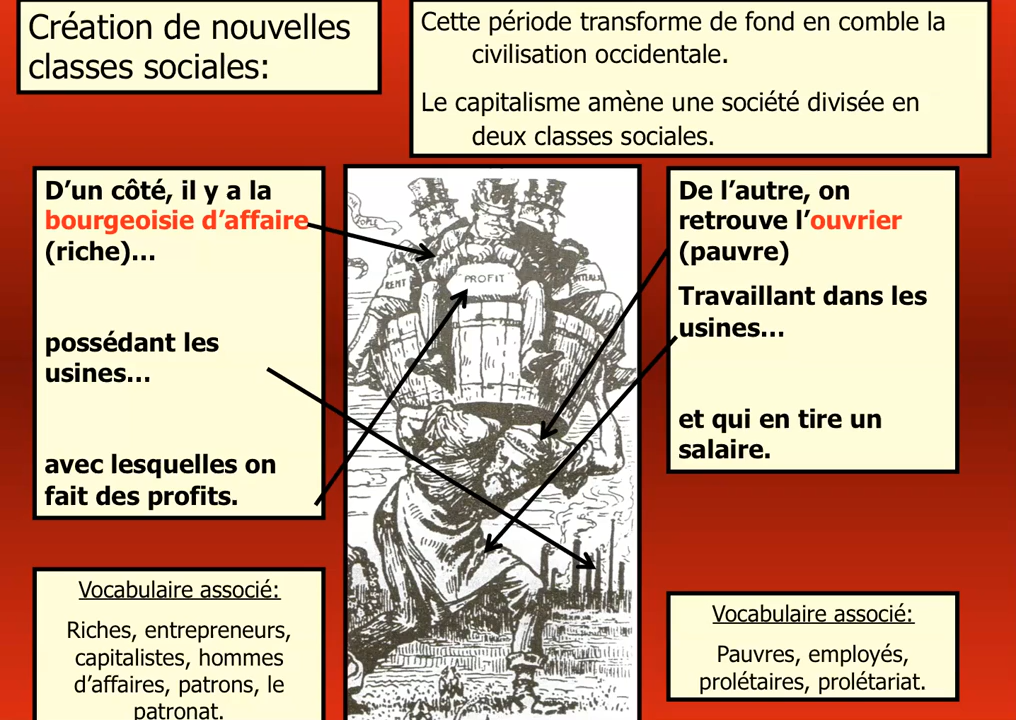 Création de nouvelles
classes sociales:
Cette période transforme de fond en comble la
civilisation occidentale.
Le capitalisme amène une société divisée en
deux classes sociales.
D’un côté, il y a la
bourgeoisie d’affaire
(riche)…
possédant les
usines…
avec lesquelles on
fait des profits.
RENT
PROFIT
De l’autre, on
retrouve l’ouvrier
(pauvre)
Travaillant dans les
usines…
et qui en tire un
salaire.
Vocabulaire associé:
Riches, entrepreneurs,
capitalistes, hommes
d’affaires, patrons, le
patronat.
Vocabulaire associé:
Pauvres, employés,
prolétaires, prolétariat.